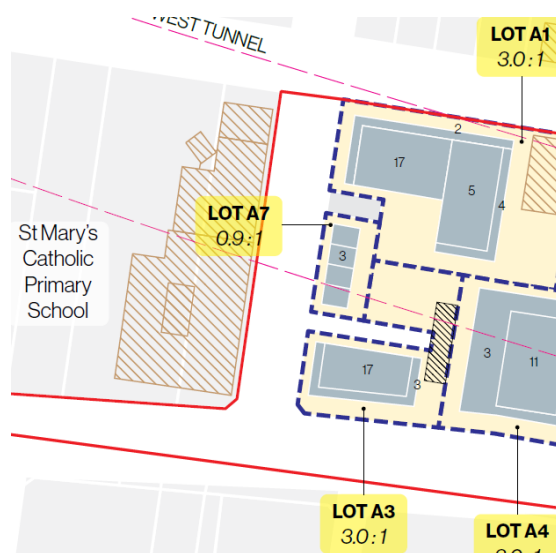 WEST TUNNEL
LOT A1
3.0 : 1
2
17
5
4
LOT A7
0.9 : 1
3
St Mary's
Catholic
Primary
School
3
11
17
3
LOT A3
3.0 : 1
LOT A4